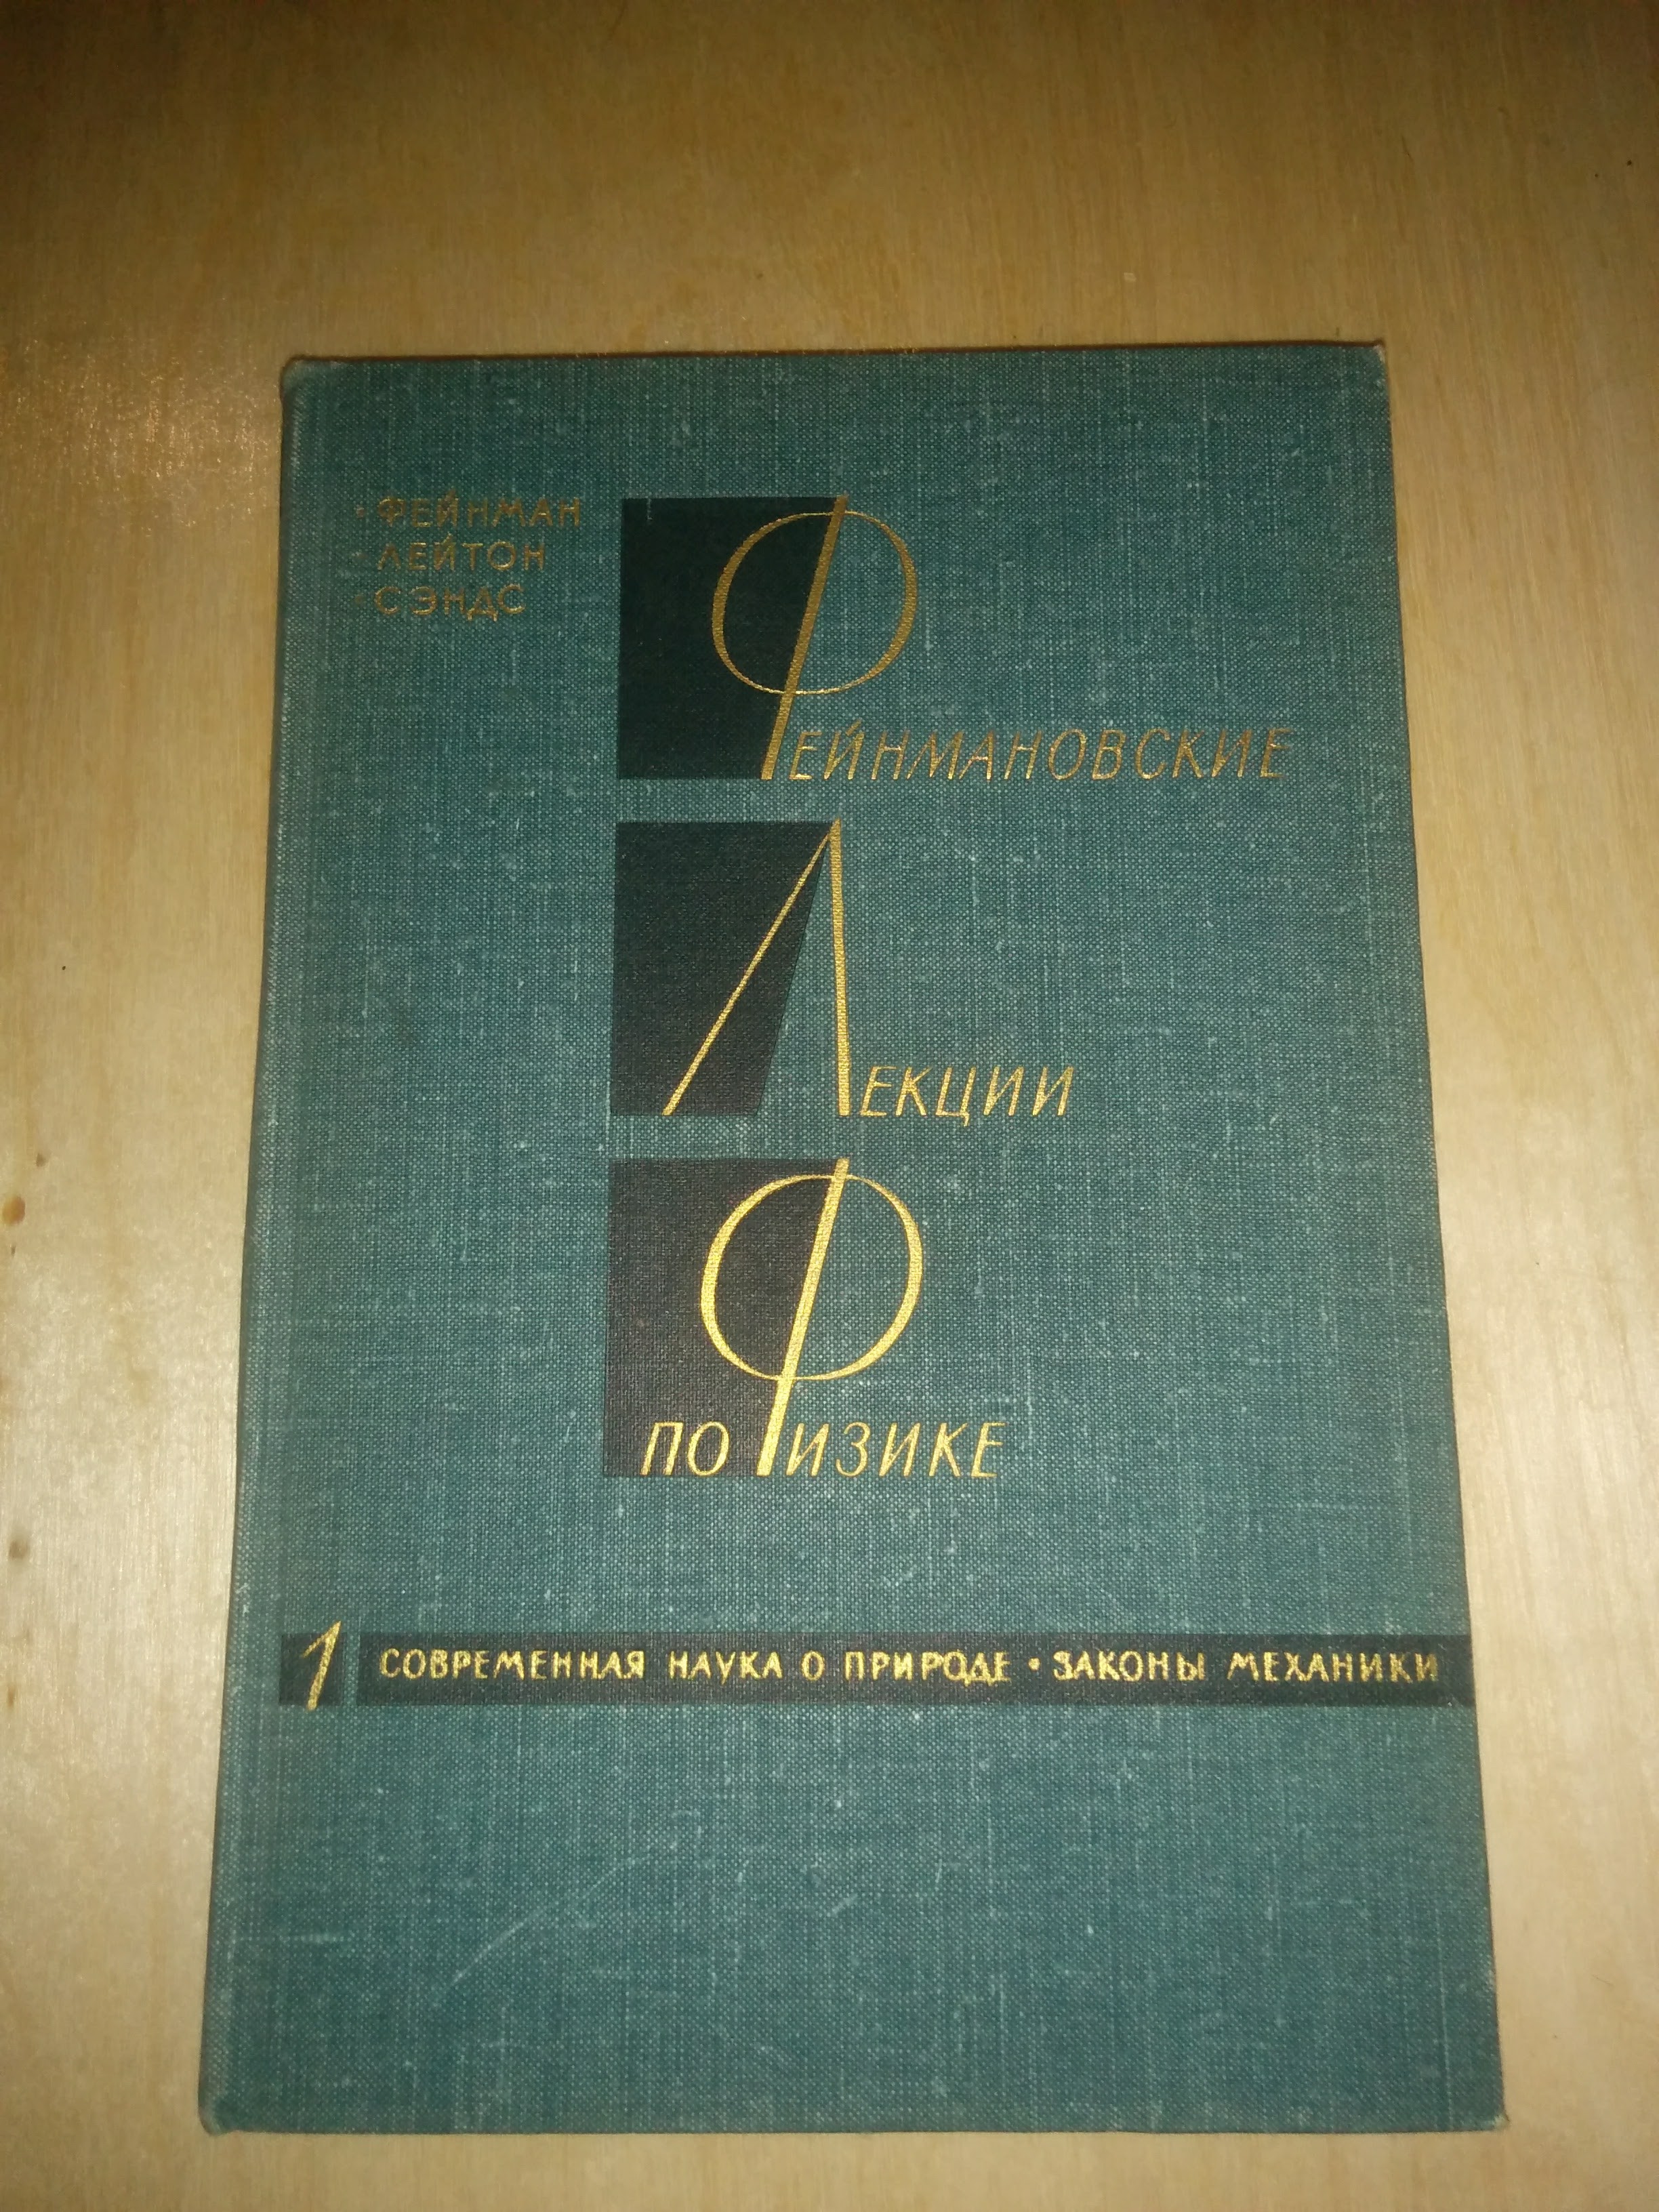 • ФЕЙНМАН
• ЛЕЙТОН
• СЭНДС
ФЕЙНМАНОВСКИЕ
ЛЕКЦИИ
ПО ФИЗИКЕ
1 СОВРЕМЕННАЯ НАУКА О ПРИРОДЕ • ЗАКОНЫ МЕХАНИКИ